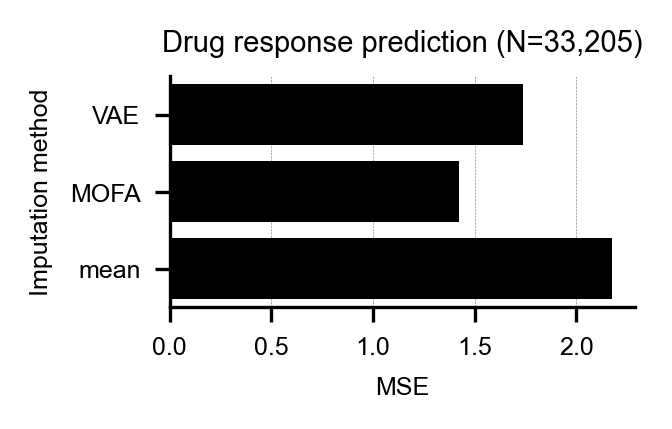 Drug response prediction (N=33,205)
Imputation method
VAE
MOFA
mean
0.0 0.5 1.0 1.5 2.0
MSE